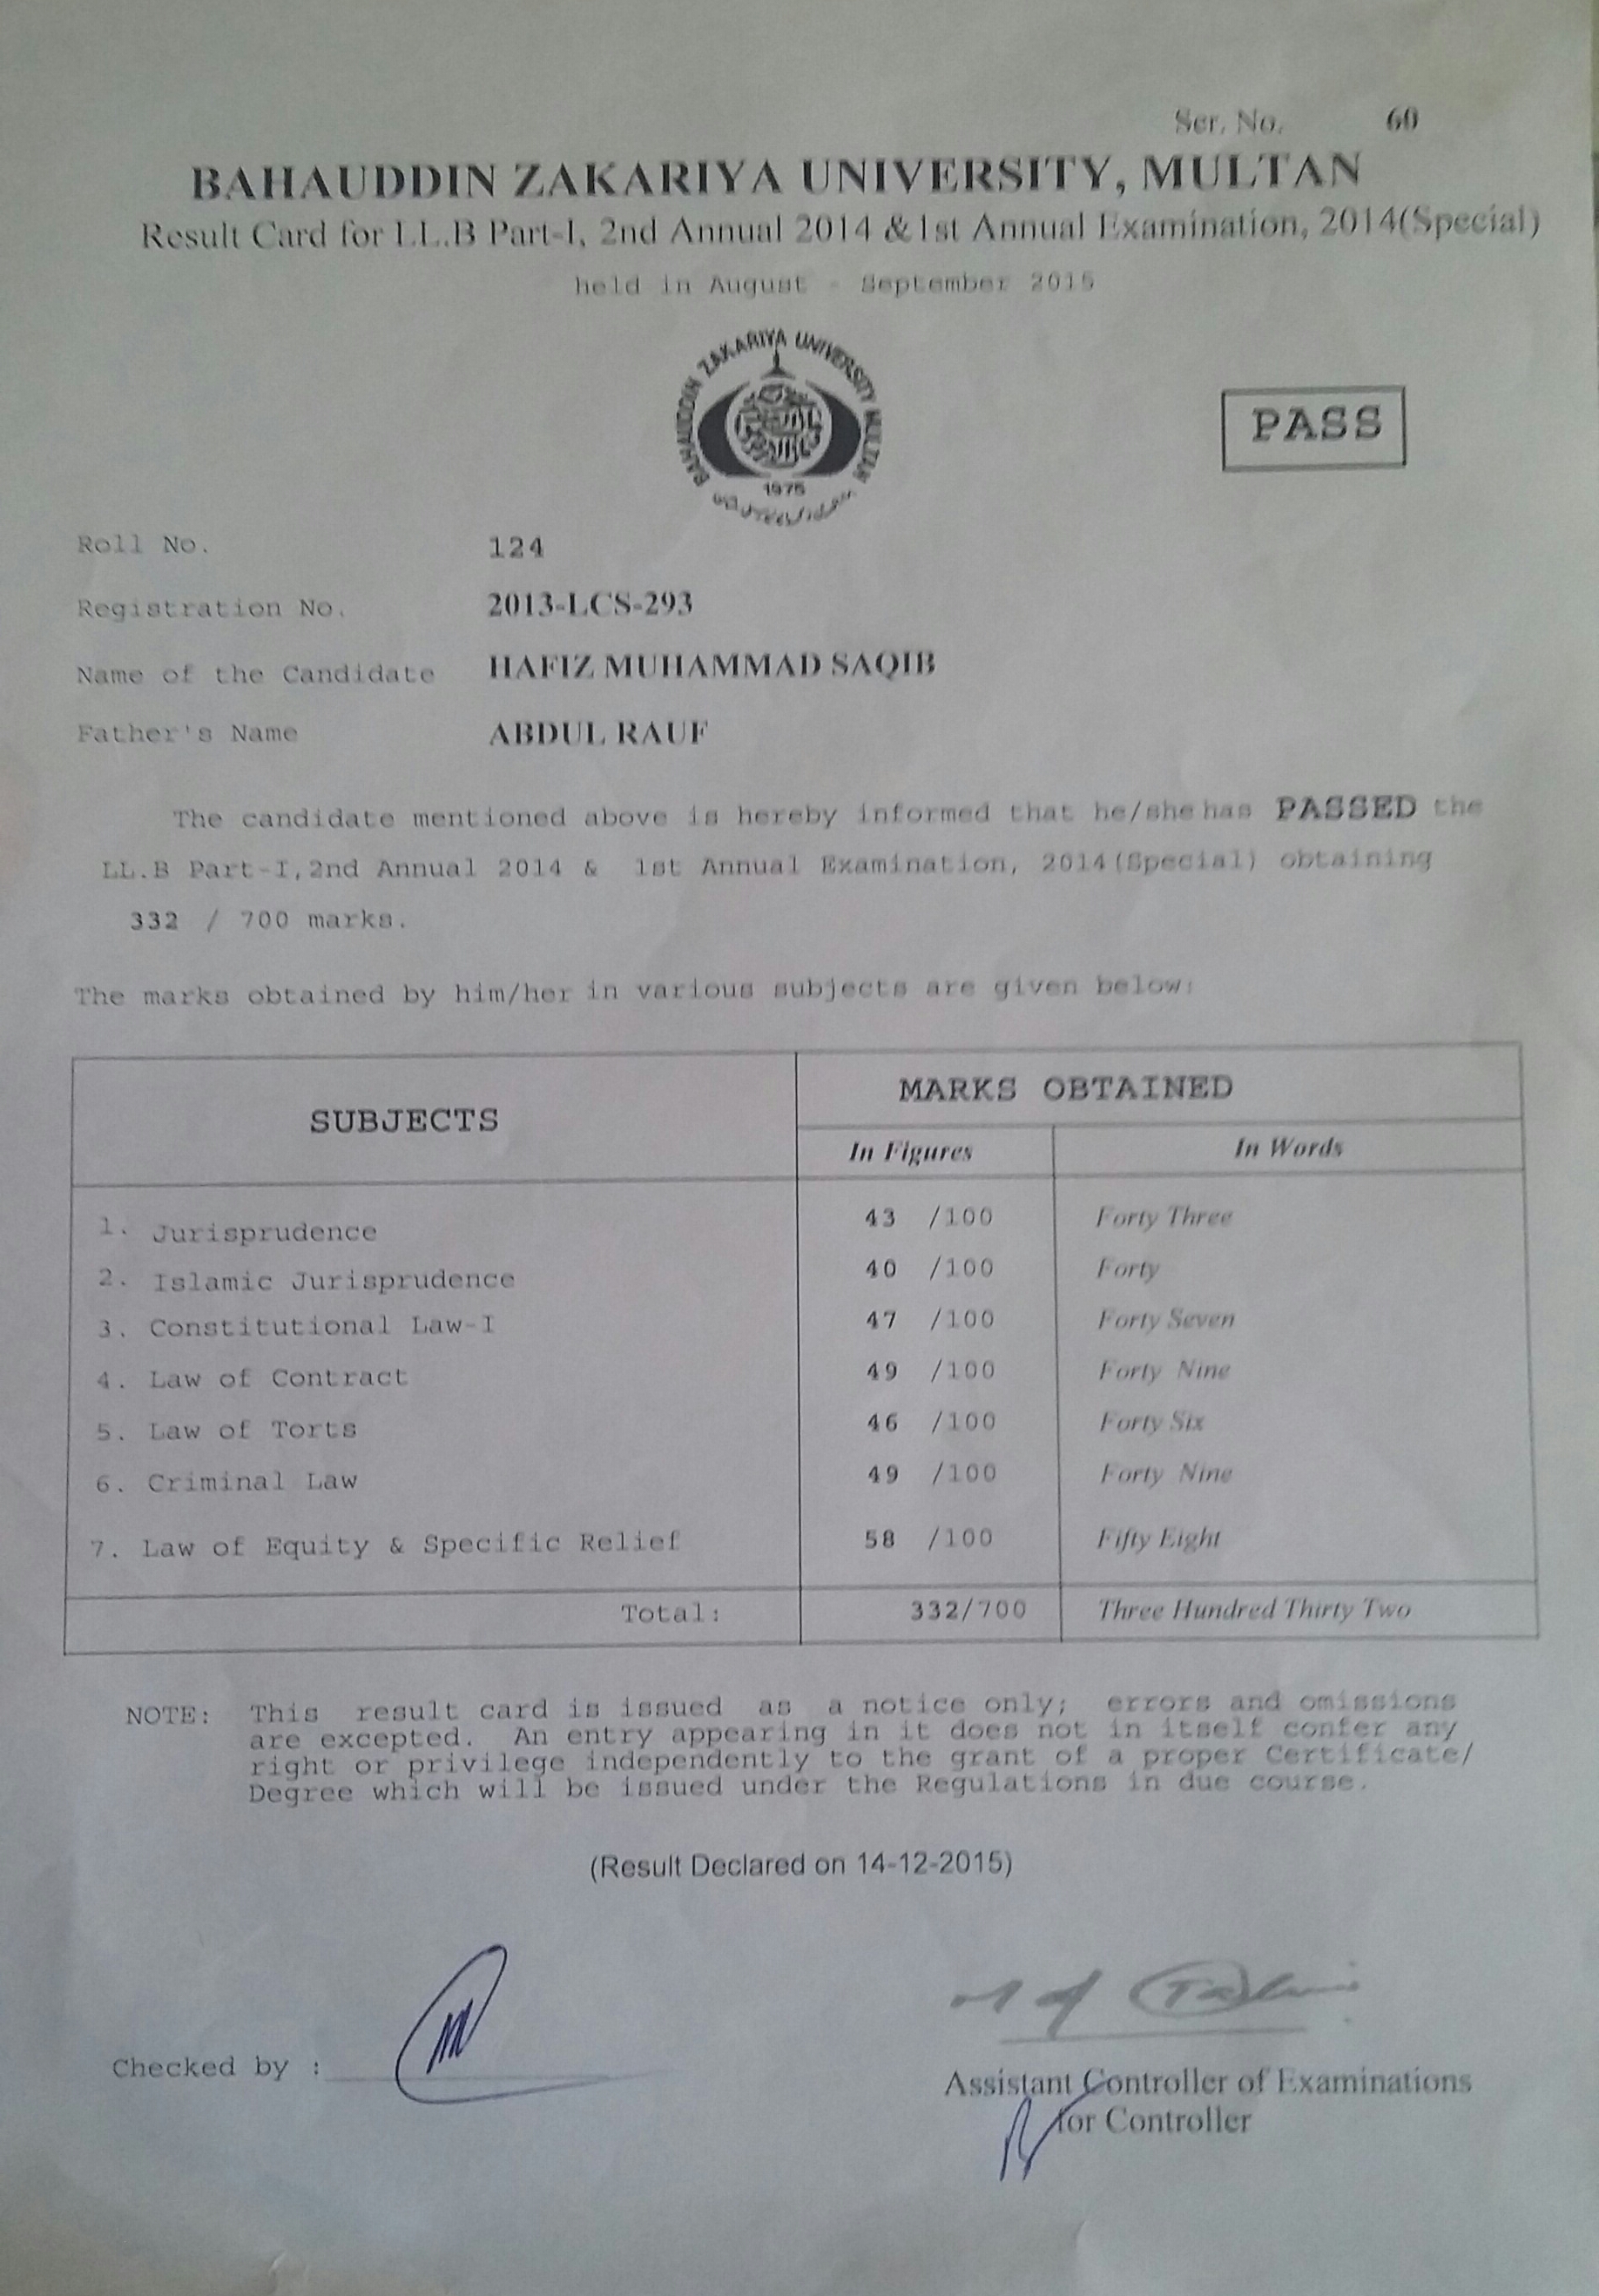 Ser. No. 60
BAHAUDDIN ZAKARIYA UNIVERSITY, MULTAN
Result Card for LL.B Part-I, 2nd Annual 2014 & 1st Annual Examination, 2014(Special)
held in August - September 2015
BAHAUDDIN ZAKARIYA UNIVERSITY MULTAN
1975
PASS
Roll No. 124
Registration No. 2013-LCS-293
Name of the Candidate HAFIZ MUHAMMAD SAQIB
Father's Name ABDUL RAUF
The candidate mentioned above is hereby informed that he/she has PASSED the
LL.B Part-I, 2nd Annual 2014 & 1st Annual Examination, 2014(Special) obtaining
332 / 700 marks.
The marks obtained by him/her in various subjects are given below:
SUBJECTS MARKS OBTAINED
In Figures In Words
1. Jurisprudence 43 /100 Forty Three
2. Islamic Jurisprudence 40 /100 Forty
3. Constitutional Law-I 47 /100 Forty Seven
4. Law of Contract 49 /100 Forty Nine
5. Law of Torts 46 /100 Forty Six
6. Criminal Law 49 /100 Forty Nine
7. Law of Equity & Specific Relief 58 /100 Fifty Eight
Total: 332/700 Three Hundred Thirty Two
NOTE: This result card is issued as a notice only; errors and omissions
are excepted. An entry appearing in it does not in itself confer any
right or privilege independently to the grant of a proper Certificate/
Degree which will be issued under the Regulations in due course.
(Result Declared on 14-12-2015)
Checked by :
Assistant Controller of Examinations
for Controller